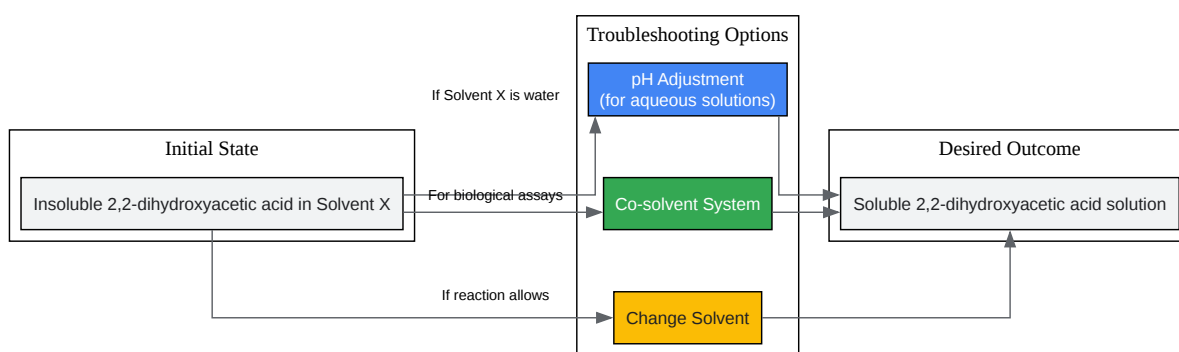 Troubleshooting Options
pH Adjustment
(for aqueous solutions)
If Solvent X is water
Initial State
Desired Outcome
Insoluble 2,2-dihydroxyacetic acid in Solvent X
For biological assays
Co-solvent System
Soluble 2,2-dihydroxyacetic acid solution
If reaction allows
Change Solvent